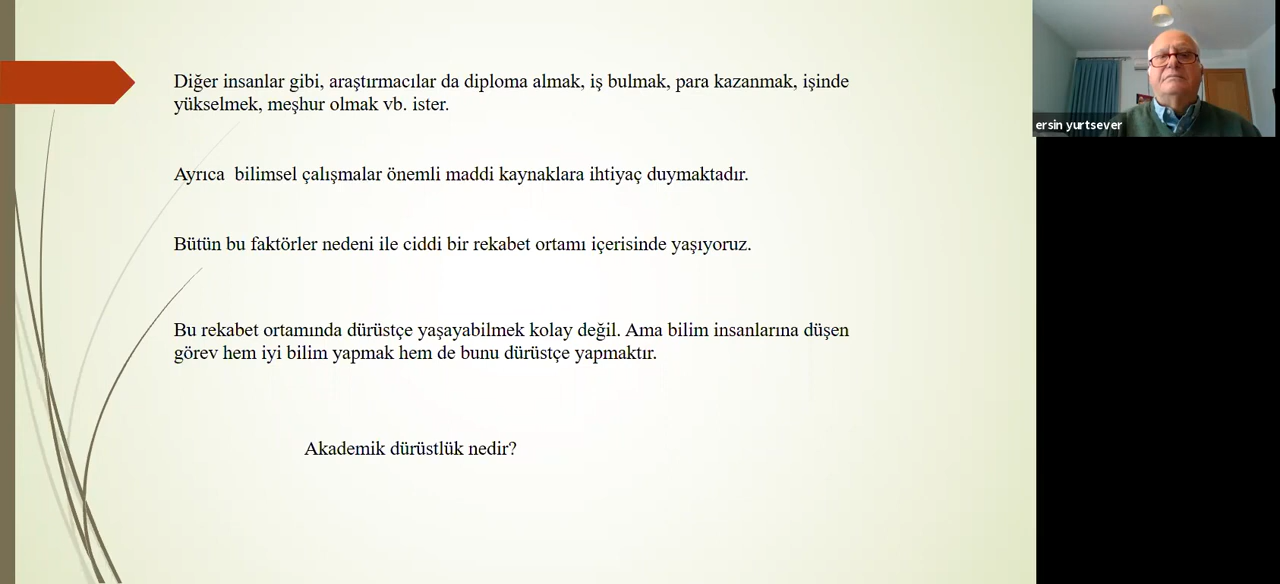 Diğer insanlar gibi, araştırmacılar da diploma almak, iş bulmak, para kazanmak, işinde
yükselmek, meşhur olmak vb. ister.
Ayrıca  bilimsel çalışmalar önemli maddi kaynaklara ihtiyaç duymaktadır.
Bütün bu faktörler nedeni ile ciddi bir rekabet ortamı içerisinde yaşıyoruz.
Bu rekabet ortamında dürüstçe yaşayabilmek kolay değil. Ama bilim insanlarına düşen
görev hem iyi bilim yapmak hem de bunu dürüstçe yapmaktır.
Akademik dürüstlük nedir?
ersin yurtsever